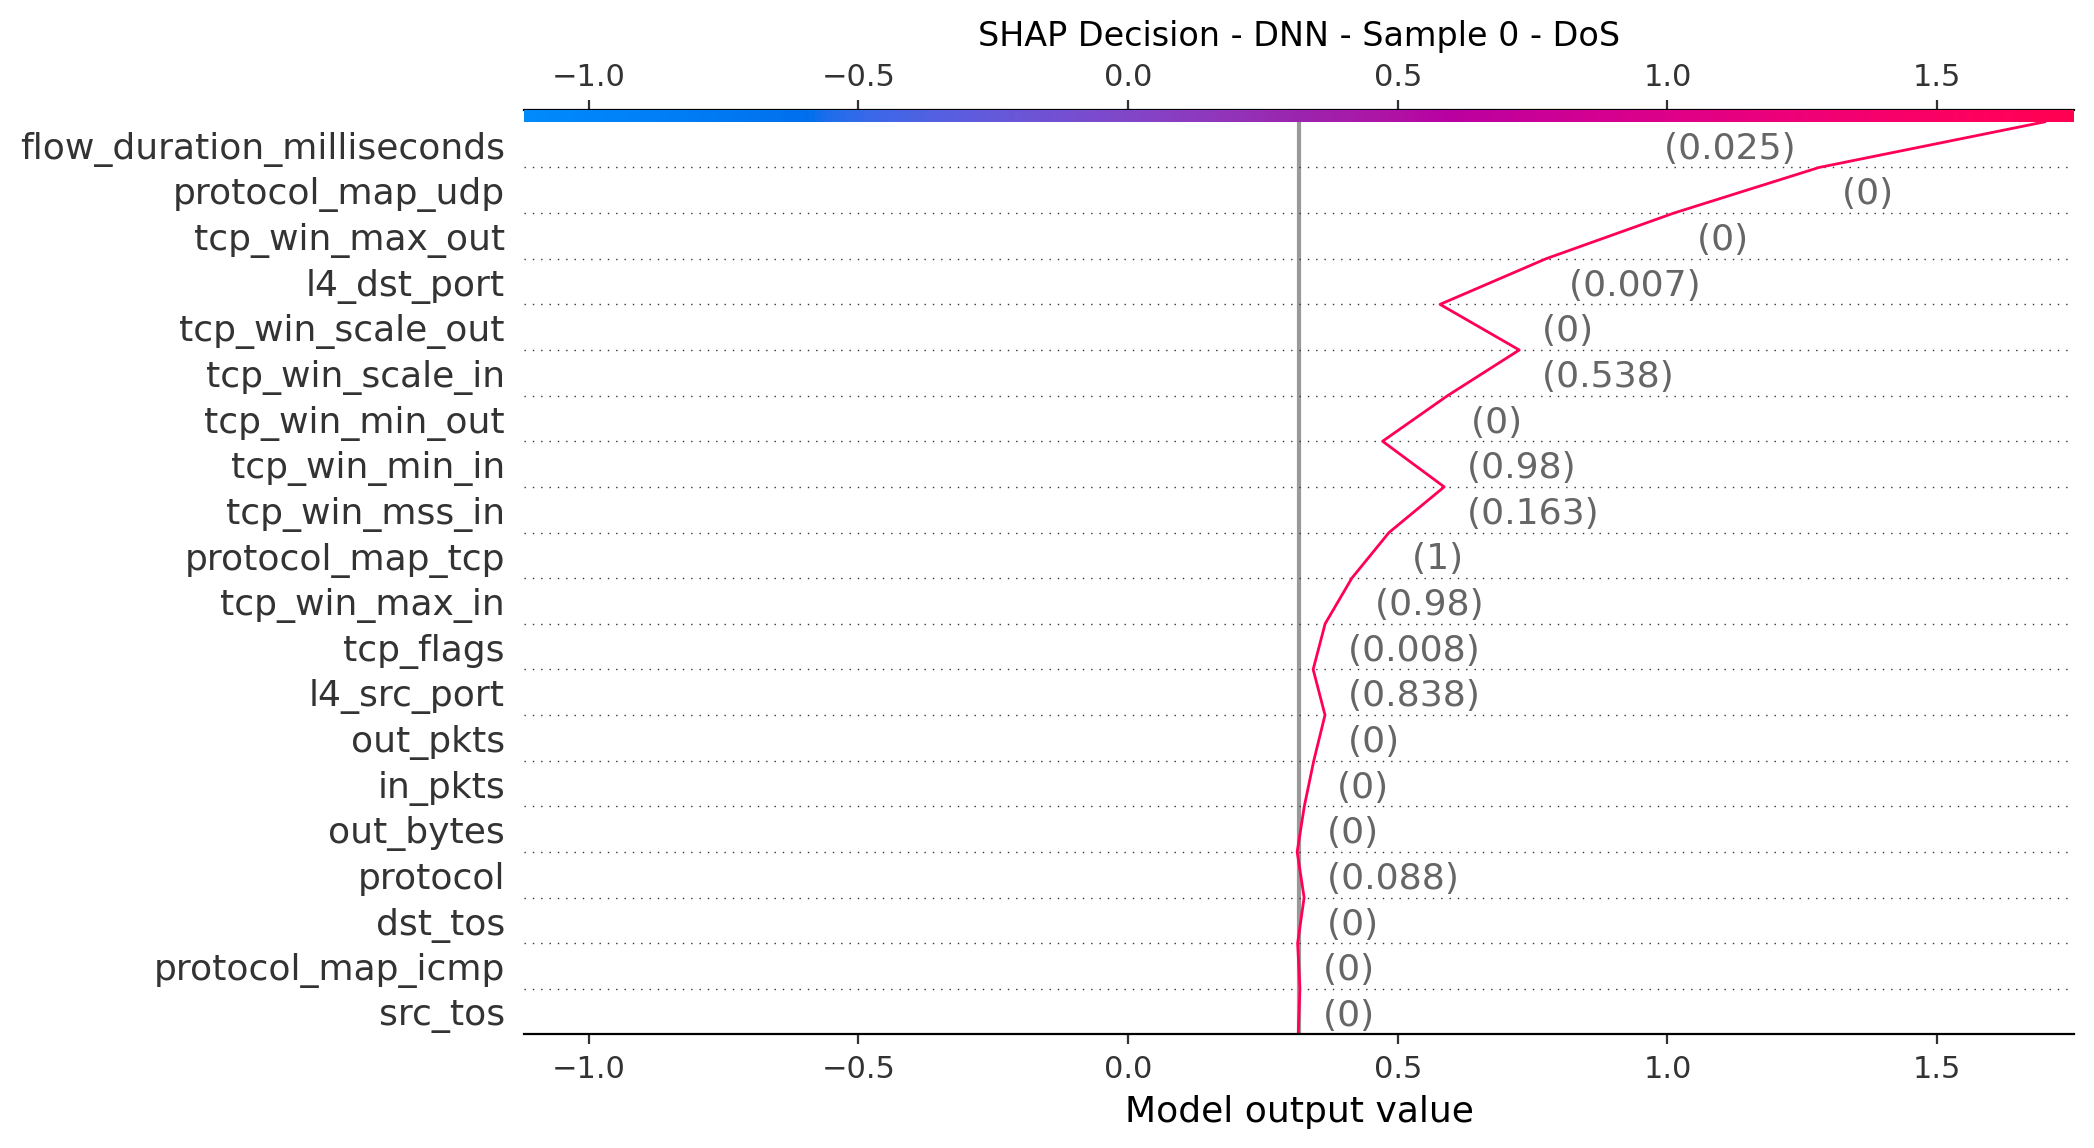 SHAP Decision - DNN - Sample 0 - DoS
−1.0 −0.5 0.0 0.5 1.0 1.5
flow_duration_milliseconds (0.025)
protocol_map_udp (0)
tcp_win_max_out (0)
l4_dst_port (0.007)
tcp_win_scale_out (0)
tcp_win_scale_in (0.538)
tcp_win_min_out (0)
tcp_win_min_in (0.98)
tcp_win_mss_in (0.163)
protocol_map_tcp (1)
tcp_win_max_in (0.98)
tcp_flags (0.008)
l4_src_port (0.838)
out_pkts (0)
in_pkts (0)
out_bytes (0)
protocol (0.088)
dst_tos (0)
protocol_map_icmp (0)
src_tos (0)
−1.0 −0.5 0.0 0.5 1.0 1.5
Model output value